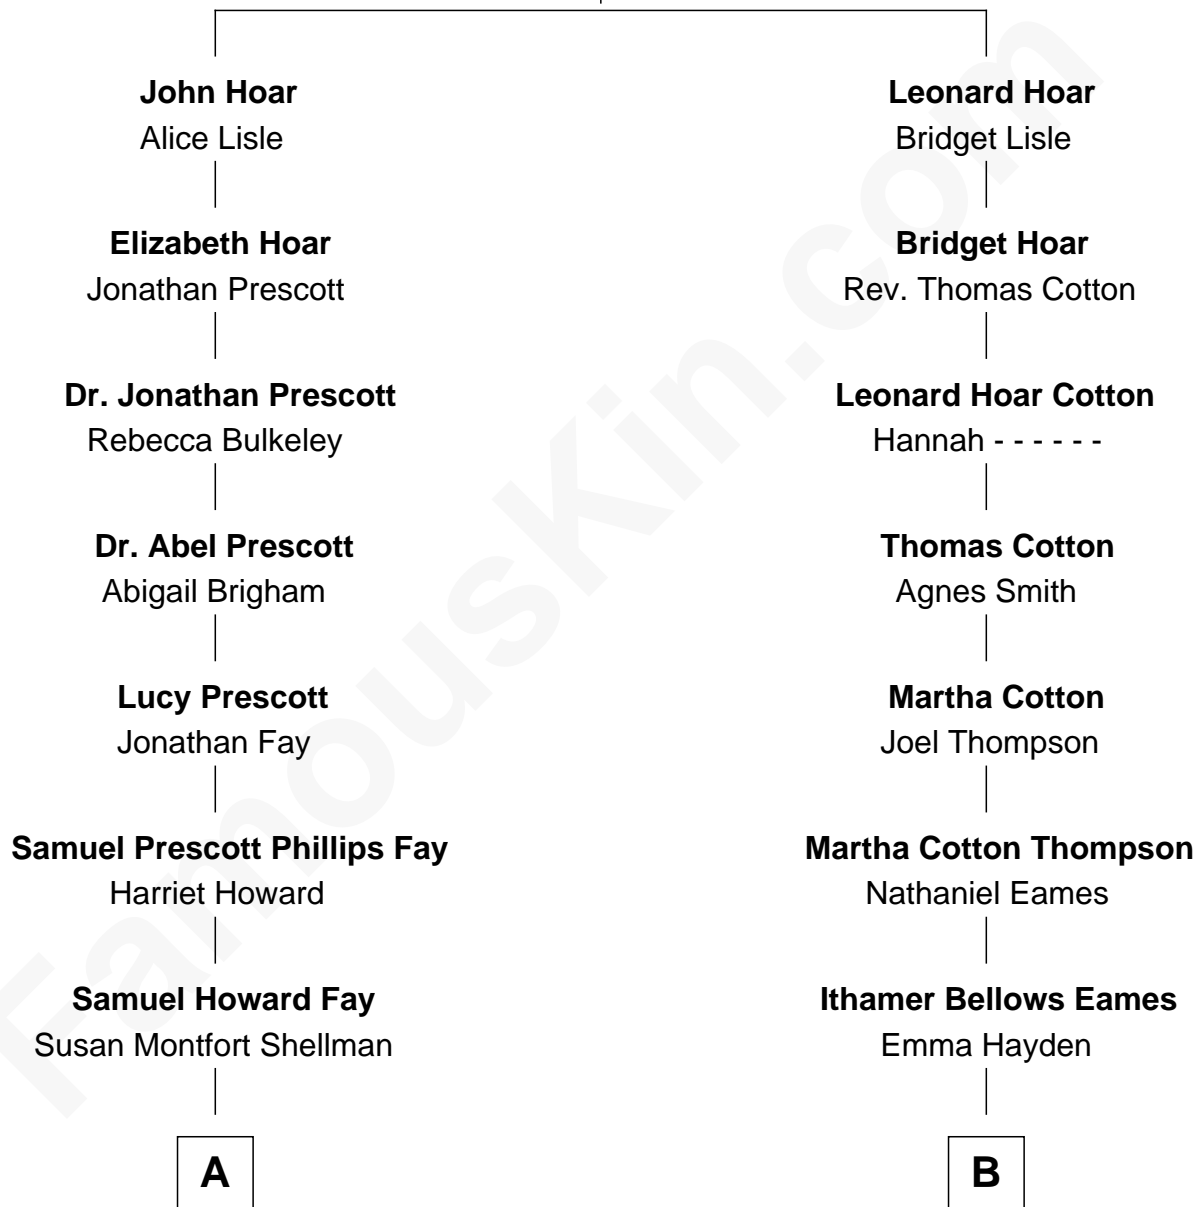 John Hoar
Alice Lisle
Leonard Hoar
Bridget Lisle
Elizabeth Hoar
Jonathan Prescott
Bridget Hoar
Rev. Thomas Cotton
Dr. Jonathan Prescott
Rebecca Bulkeley
Leonard Hoar Cotton
Hannah - - - - - -
Dr. Abel Prescott
Abigail Brigham
Thomas Cotton
Agnes Smith
Lucy Prescott
Jonathan Fay
Martha Cotton
Joel Thompson
Samuel Prescott Phillips Fay
Harriet Howard
Martha Cotton Thompson
Nathaniel Eames
Samuel Howard Fay
Susan Montfort Shellman
Ithamer Bellows Eames
Emma Hayden
A
B
FamousKin.com